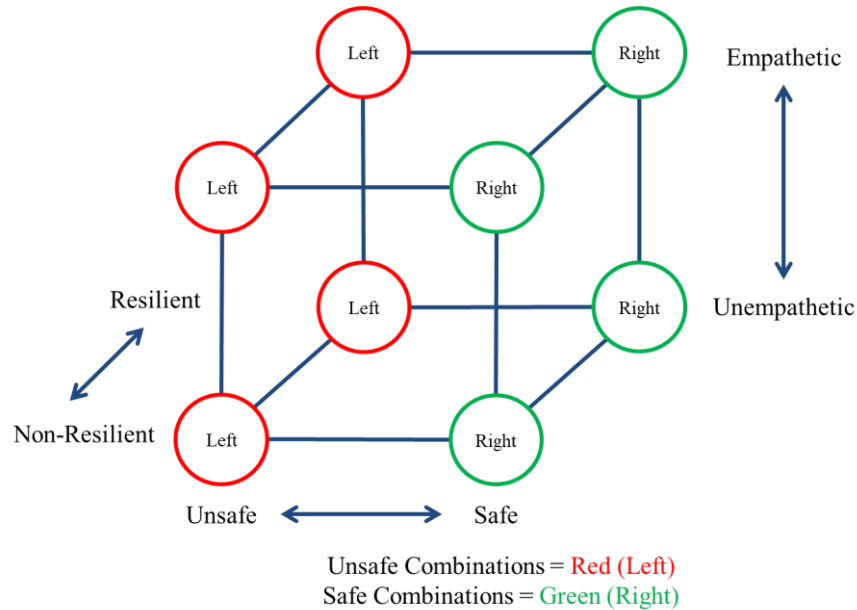 Left
Right
Empathetic
Left
Right
Resilient
Left
Right
Unempathetic
Non-Resilient
Left
Right
Unsafe
Safe
Unsafe Combinations = Red (Left)
Safe Combinations = Green (Right)